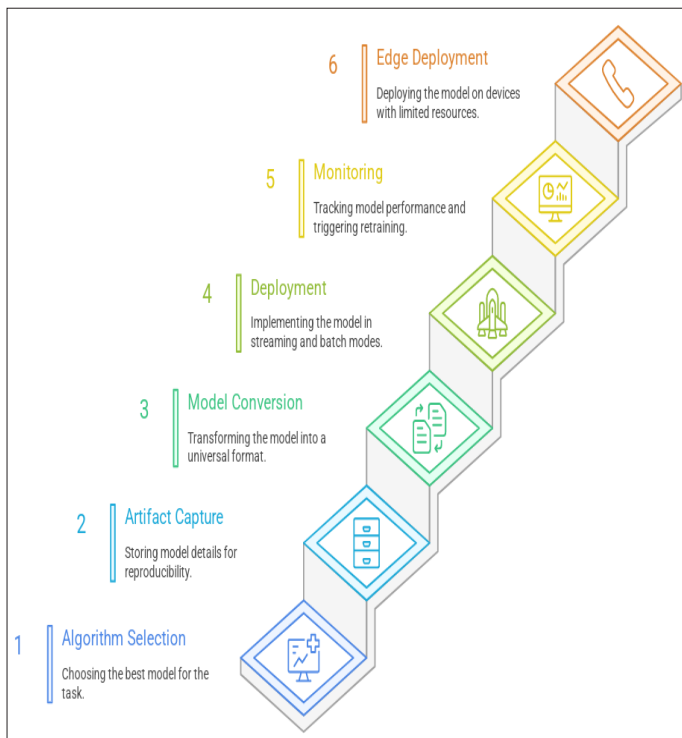 6
Edge Deployment
Deploying the model on devices
with limited resources.
5
Monitoring
Tracking model performance and
triggering retraining.
4
Deployment
Implementing the model in
streaming and batch modes.
3
Model Conversion
Transforming the model into a
universal format.
2
Artifact Capture
Storing model details for
reproducibility.
1
Algorithm Selection
Choosing the best model for the
task.